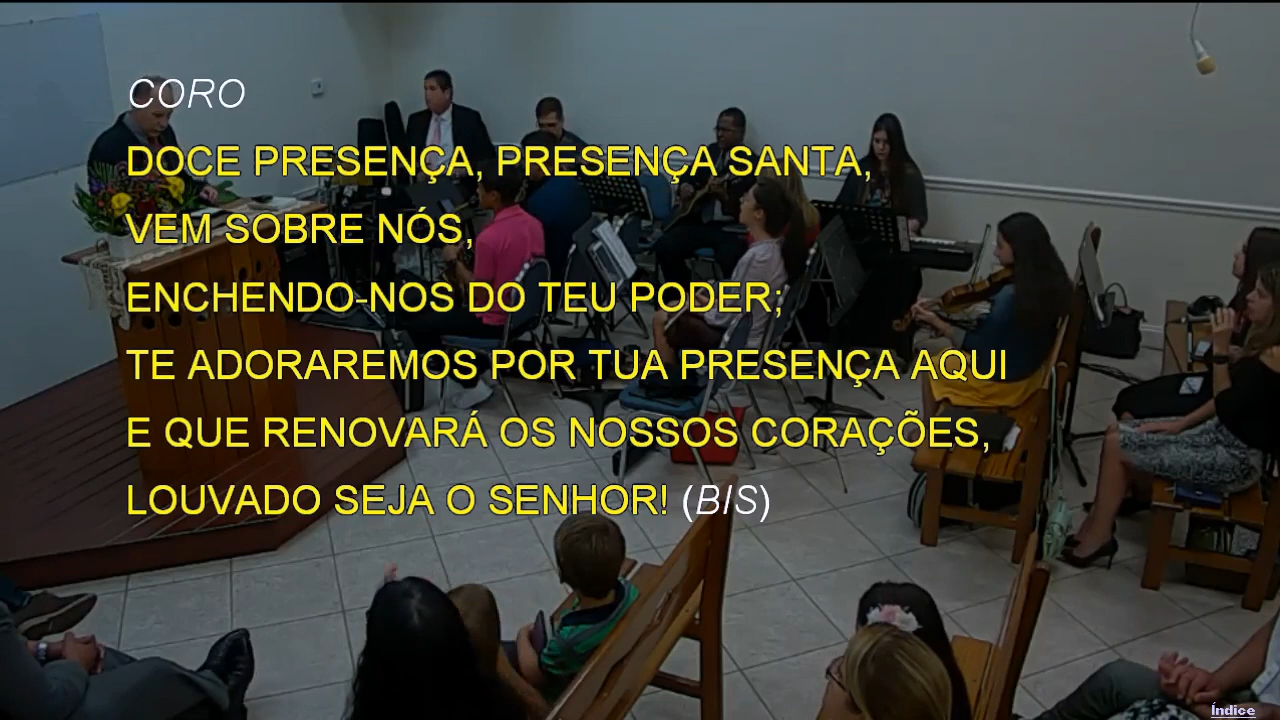 CORO
DOCE PRESENÇA, PRESENÇA SANTA,
VEM SOBRE NÓS,
ENCHENDO-NOS DO TEU PODER;
TE ADORAREMOS POR TUA PRESENÇA AQUI
E QUE RENOVARÁ OS NOSSOS CORAÇÕES,
LOUVADO SEJA O SENHOR! (BIS)
Índice